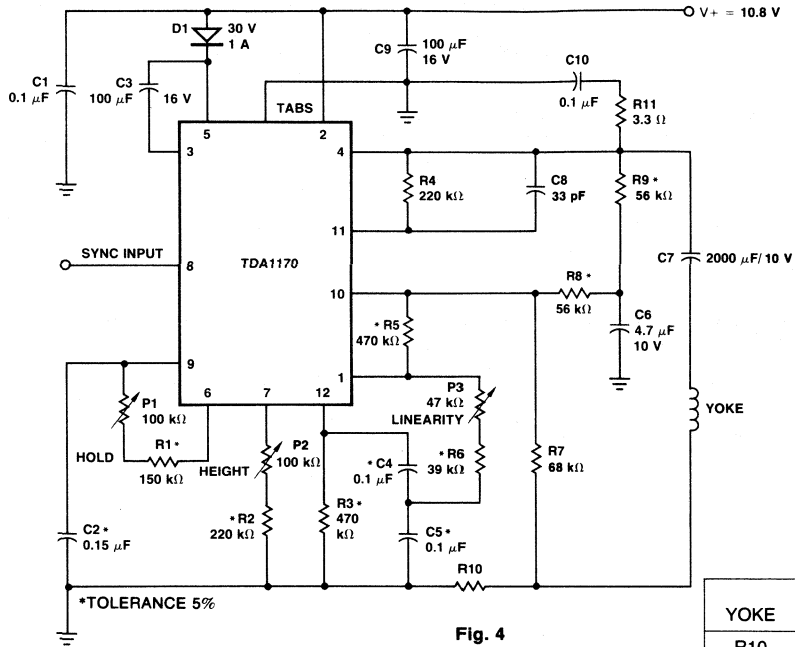 V+ = 10.8 V
D1
30 V
1 A
C9
100 μF
16 V
C10
0.1 μF
C1
0.1 μF
C3
100 μF
16 V
R11
3.3 Ω
TABS
5
2
3
4
R4
220 kΩ
C8
33 pF
R9 *
56 kΩ
11
C7
2000 μF/10 V
SYNC INPUT
8
TDA1170
R8 *
56 kΩ
10
* R5
470 kΩ
C6
4.7 μF
10 V
9
1
6
7
12
P1
100 kΩ
HOLD
R1 *
150 kΩ
P3
47 kΩ
LINEARITY
YOKE
P2
100 kΩ
HEIGHT
* C4
0.1 μF
* R6
39 kΩ
R7
68 kΩ
* R2
220 kΩ
R3 *
470
kΩ
C2 *
0.15 μF
C5 *
0.1 μF
R10
*TOLERANCE 5%
Fig. 4
YOKE
R10